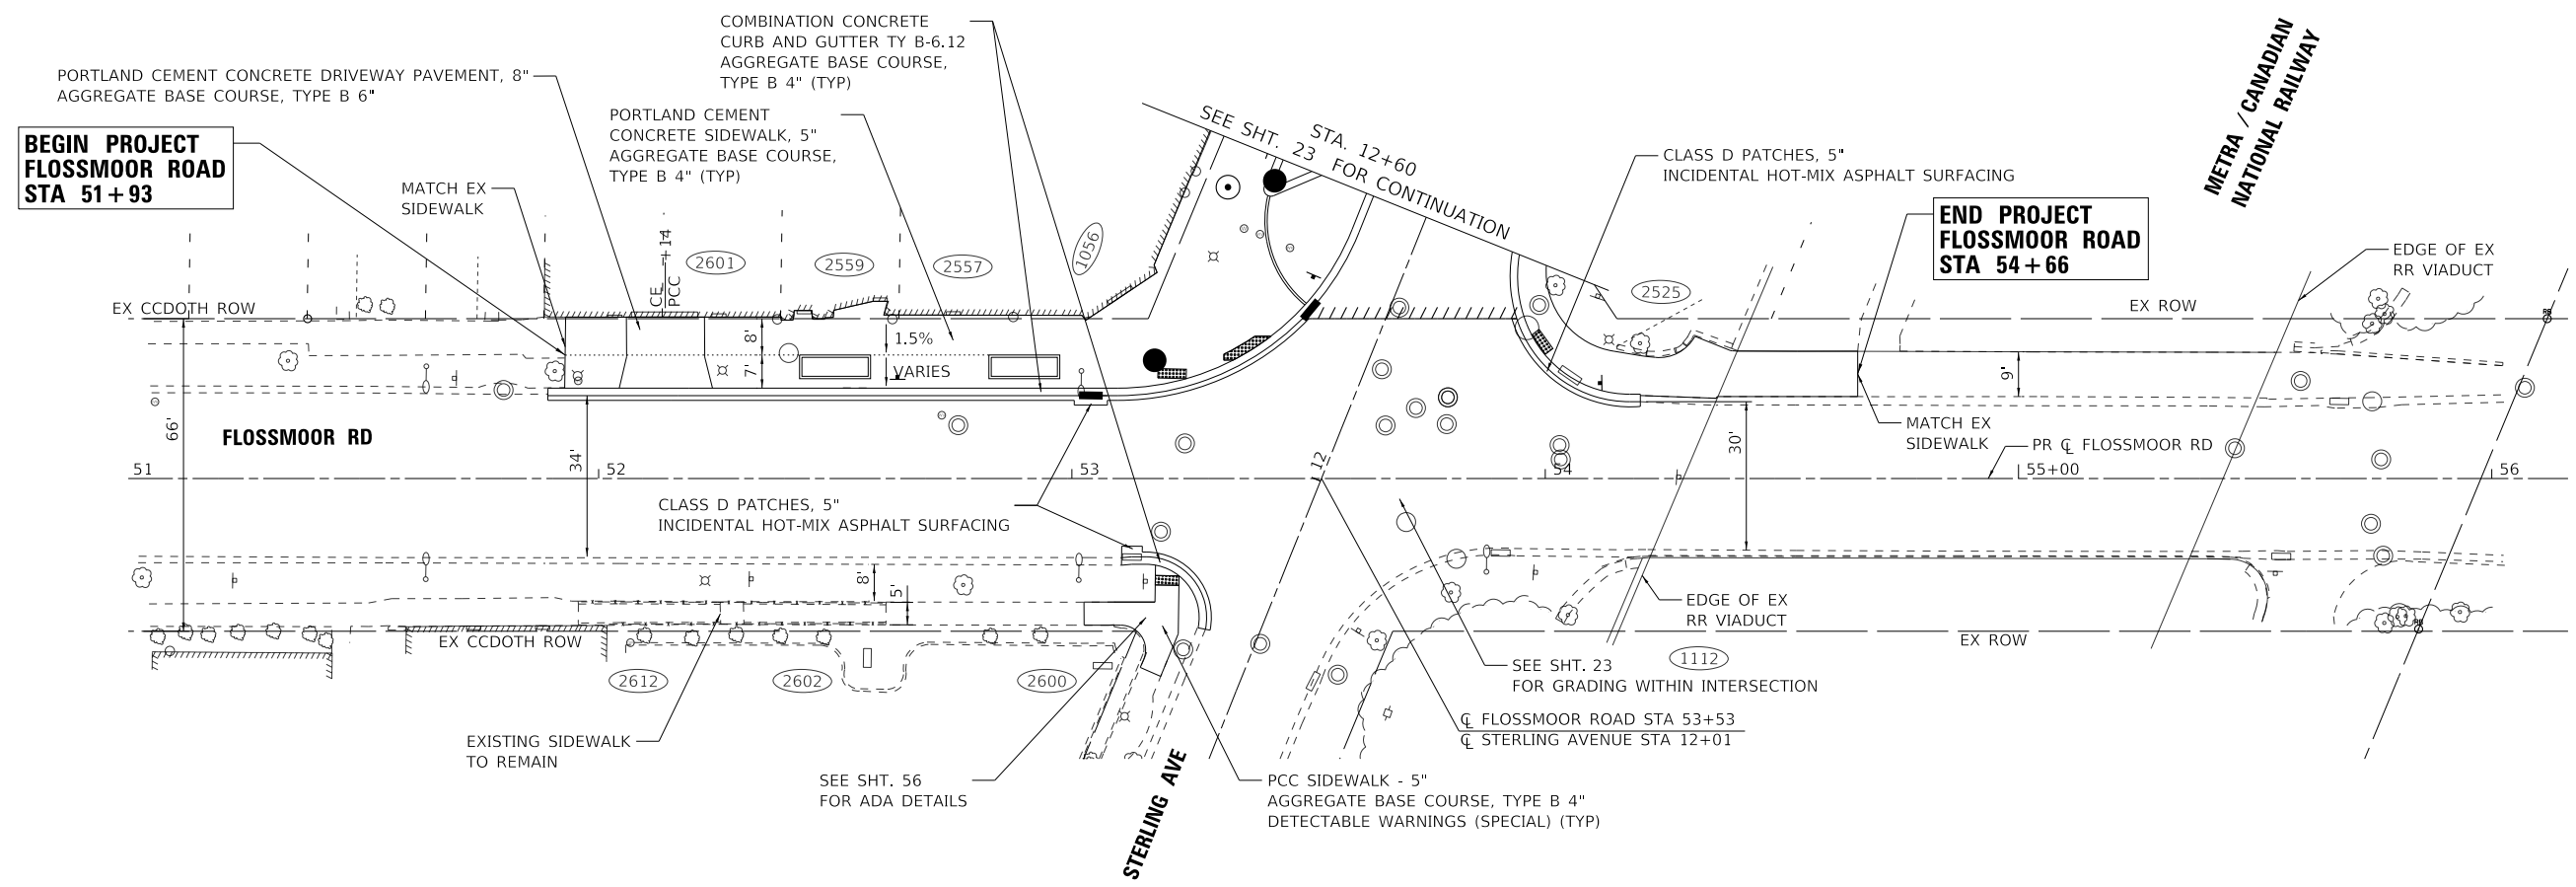 COMBINATION CONCRETE
CURB AND GUTTER TY B-6.12
AGGREGATE BASE COURSE,
TYPE B 4" (TYP)
PORTLAND CEMENT CONCRETE DRIVEWAY PAVEMENT, 8"
AGGREGATE BASE COURSE, TYPE B 6"
PORTLAND CEMENT
CONCRETE SIDEWALK, 5"
AGGREGATE BASE COURSE,
TYPE B 4" (TYP)
BEGIN PROJECT
FLOSSMOOR ROAD
STA 51+93
MATCH EX
SIDEWALK
STA. 12+60
SEE SHT. 23 FOR CONTINUATION
CLASS D PATCHES, 5"
INCIDENTAL HOT-MIX ASPHALT SURFACING
METRA / CANADIAN
NATIONAL RAILWAY
END PROJECT
FLOSSMOOR ROAD
STA 54+66
EDGE OF EX
RR VIADUCT
+14
CE
PCC
2601
2559
2557
1056
2525
EX CCDOTH ROW
EX ROW
8'
1.5%
7'
VARIES
9'
66'
FLOSSMOOR RD
34'
30'
MATCH EX
SIDEWALK
PR ℄ FLOSSMOOR RD
51
52
53
12
54
55+00
56
CLASS D PATCHES, 5"
INCIDENTAL HOT-MIX ASPHALT SURFACING
8'
5'
EDGE OF EX
RR VIADUCT
EX CCDOTH ROW
EX ROW
2612
2602
2600
1112
SEE SHT. 23
FOR GRADING WITHIN INTERSECTION
℄ FLOSSMOOR ROAD STA 53+53
℄ STERLING AVENUE STA 12+01
EXISTING SIDEWALK
TO REMAIN
SEE SHT. 56
FOR ADA DETAILS
STERLING AVE
PCC SIDEWALK - 5"
AGGREGATE BASE COURSE, TYPE B 4"
DETECTABLE WARNINGS (SPECIAL) (TYP)